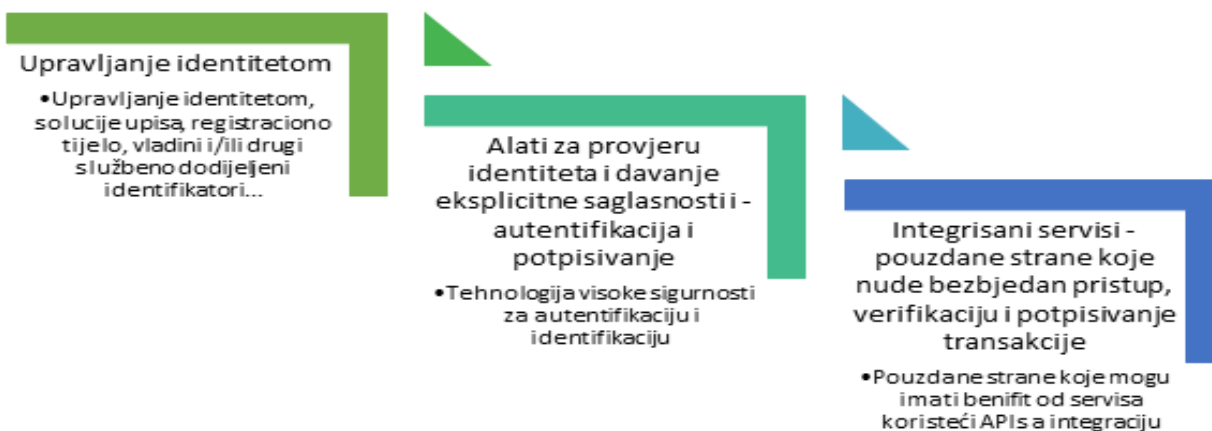 Upravljanje identitetom
•Upravljanje identitetom,
solucije upisa, registraciono
tijelo, vladini i/ili drugi
službeno dodijeljeni
identifikatori...
Alati za provjeru
identiteta i davanje
eksplicitne saglasnosti i -
autentifikacija i
potpisivanje
•Tehnologija visoke sigurnosti
za autentifikaciju i
identifikaciju
Integrisani servisi -
pouzdane strane koje
nude bezbjedan pristup,
verifikaciju i potpisivanje
transakcije
•Pouzdane strane koje mogu
imati benifit od servisa
koristeći APIs a integraciju